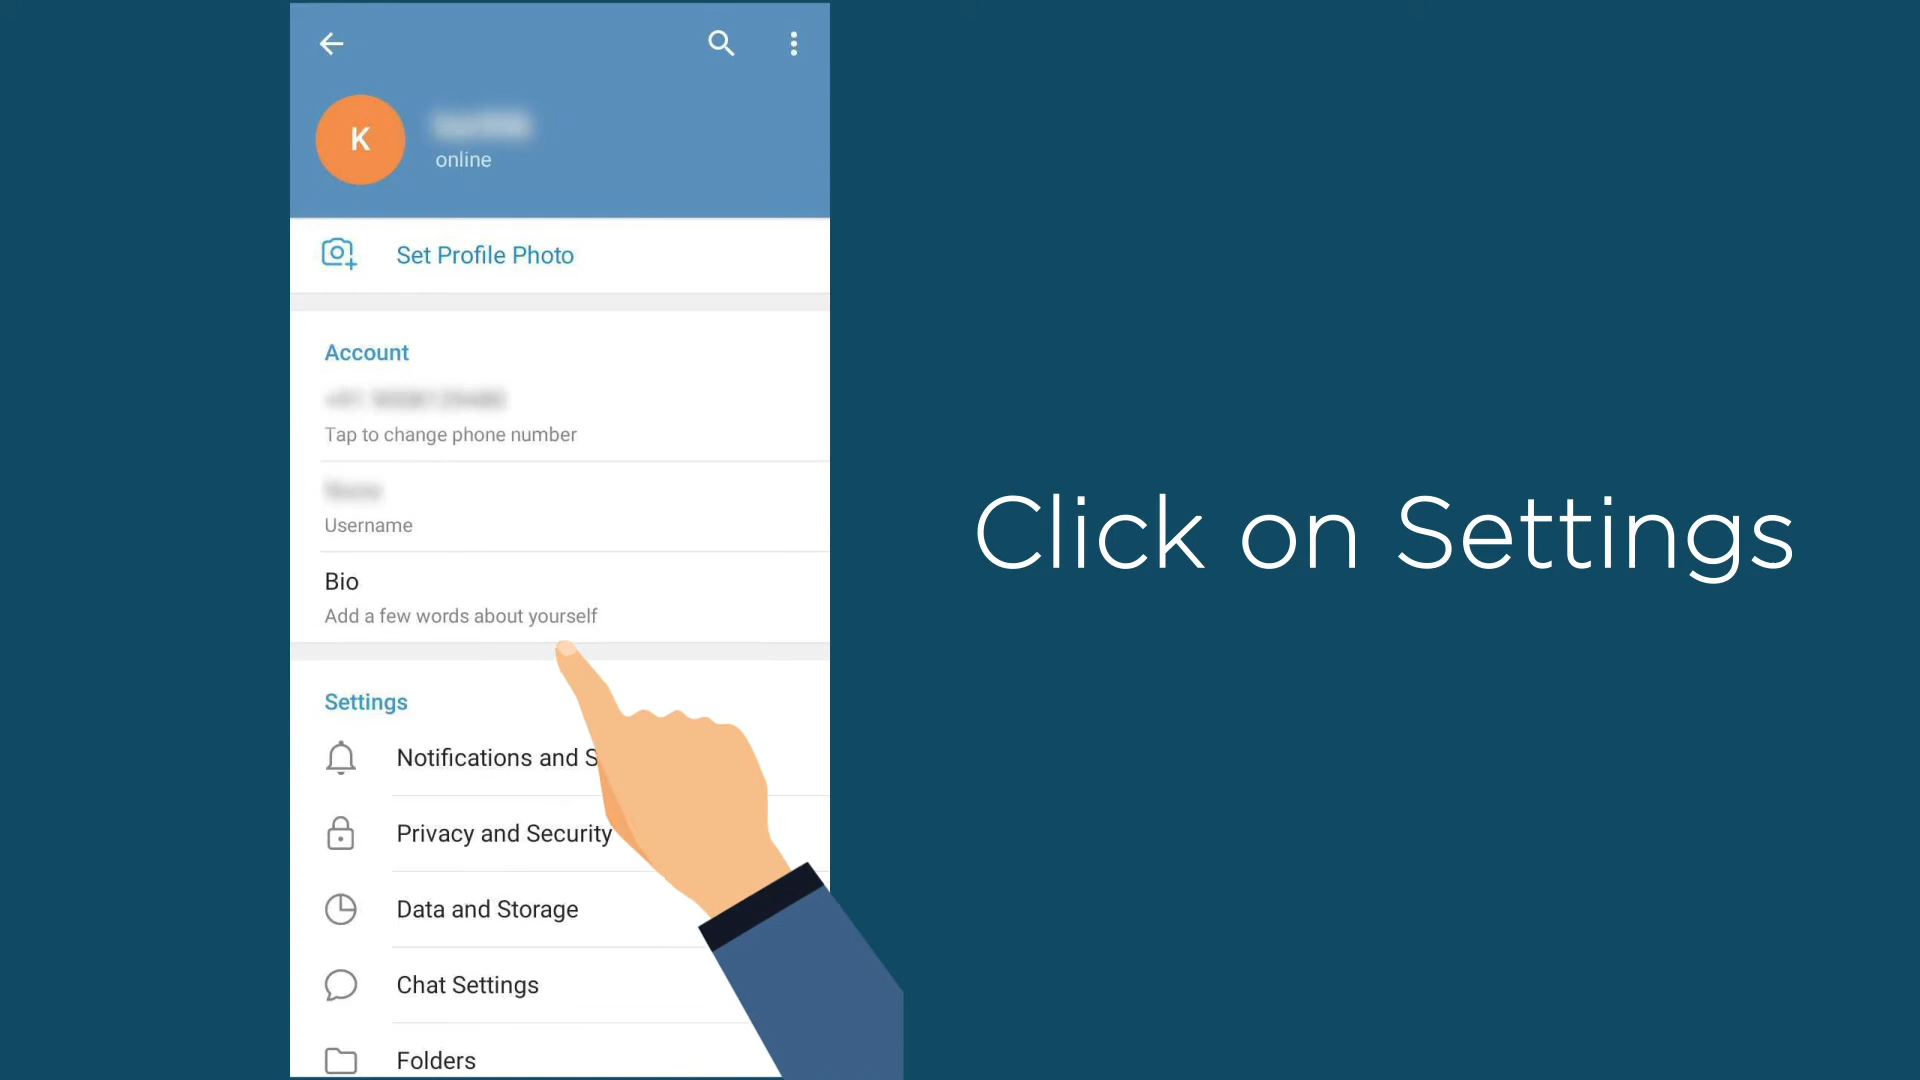 K
online
Set Profile Photo
Account
Tap to change phone number
Username
Bio
Add a few words about yourself
Settings
Notifications and S
Privacy and Security
Data and Storage
Chat Settings
Folders
Click on Settings